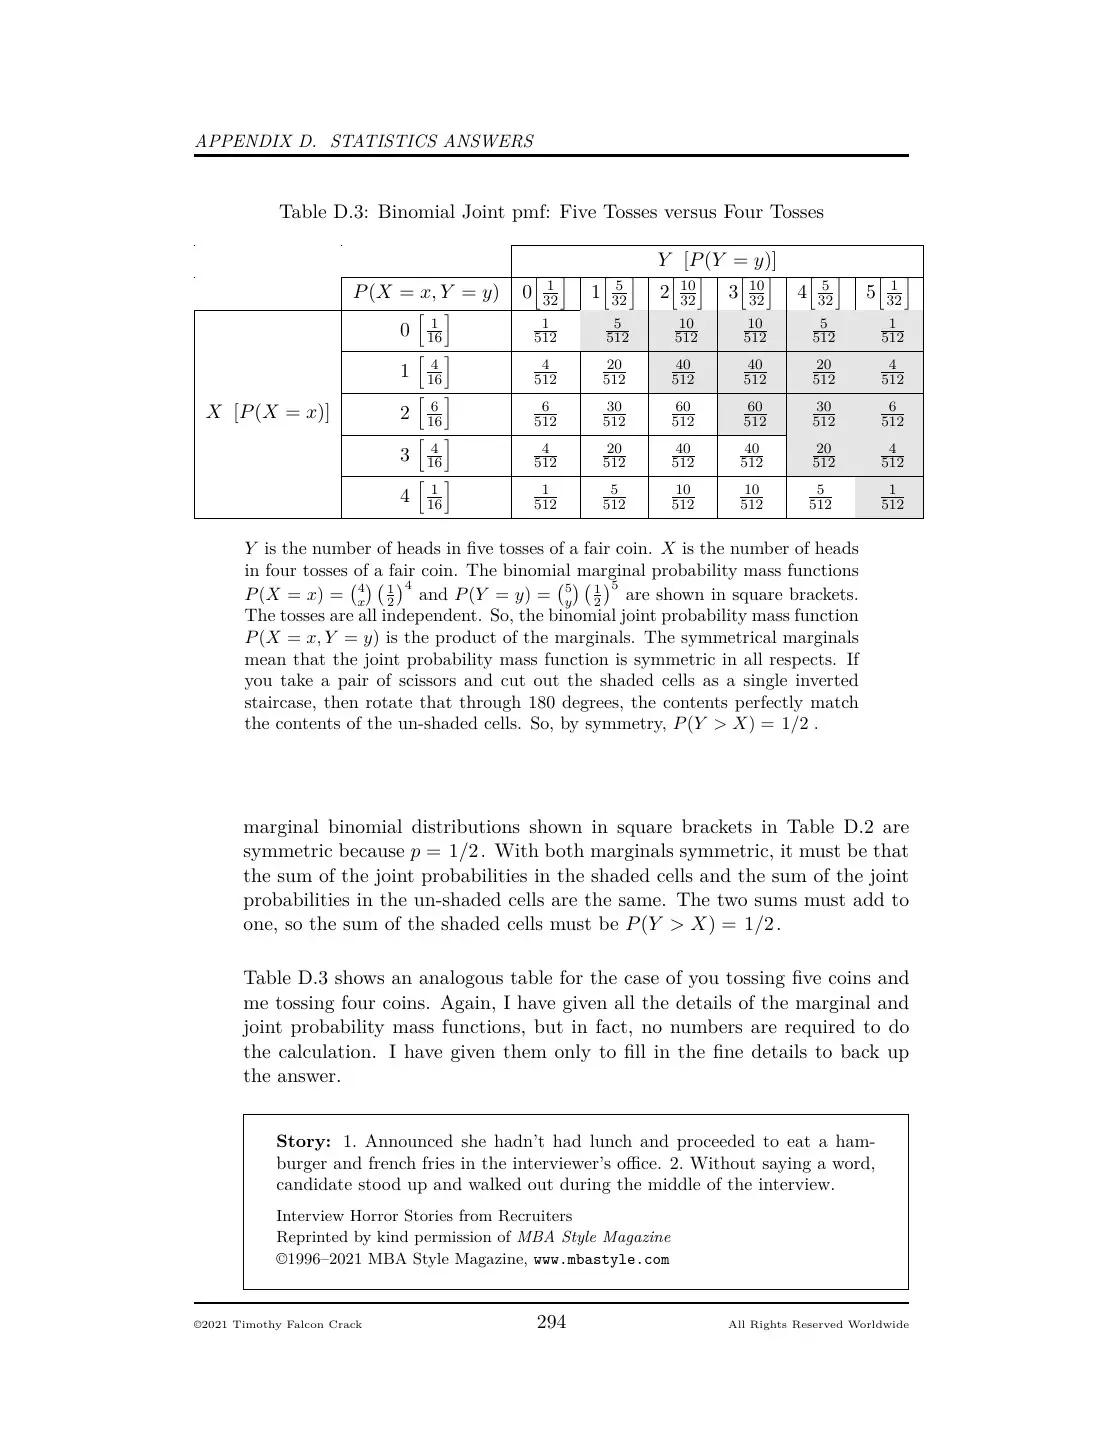 APPENDIX D. STATISTICS ANSWERS
Table D.3: Binomial Joint pmf: Five Tosses versus Four Tosses
Y [P(Y = y)]
P(X = x, Y = y) 0[1/32] 1[5/32] 2[10/32] 3[10/32] 4[5/32] 5[1/32]
0 [1/16] 1/512 5/512 10/512 10/512 5/512 1/512
1 [4/16] 4/512 20/512 40/512 40/512 20/512 4/512
X [P(X = x)] 2 [6/16] 6/512 30/512 60/512 60/512 30/512 6/512
3 [4/16] 4/512 20/512 40/512 40/512 20/512 4/512
4 [1/16] 1/512 5/512 10/512 10/512 5/512 1/512
Y is the number of heads in five tosses of a fair coin. X is the number of heads
in four tosses of a fair coin. The binomial marginal probability mass functions
P(X = x) = (4 x) (1/2)^4 and P(Y = y) = (5 y) (1/2)^5 are shown in square brackets.
The tosses are all independent. So, the binomial joint probability mass function
P(X = x, Y = y) is the product of the marginals. The symmetrical marginals
mean that the joint probability mass function is symmetric in all respects. If
you take a pair of scissors and cut out the shaded cells as a single inverted
staircase, then rotate that through 180 degrees, the contents perfectly match
the contents of the un-shaded cells. So, by symmetry, P(Y > X) = 1/2 .
marginal binomial distributions shown in square brackets in Table D.2 are
symmetric because p = 1/2. With both marginals symmetric, it must be that
the sum of the joint probabilities in the shaded cells and the sum of the joint
probabilities in the un-shaded cells are the same. The two sums must add to
one, so the sum of the shaded cells must be P(Y > X) = 1/2.
Table D.3 shows an analogous table for the case of you tossing five coins and
me tossing four coins. Again, I have given all the details of the marginal and
joint probability mass functions, but in fact, no numbers are required to do
the calculation. I have given them only to fill in the fine details to back up
the answer.
Story: 1. Announced she hadn't had lunch and proceeded to eat a ham-
burger and french fries in the interviewer's office. 2. Without saying a word,
candidate stood up and walked out during the middle of the interview.
Interview Horror Stories from Recruiters
Reprinted by kind permission of MBA Style Magazine
©1996–2021 MBA Style Magazine, www.mbastyle.com
©2021 Timothy Falcon Crack 294 All Rights Reserved Worldwide